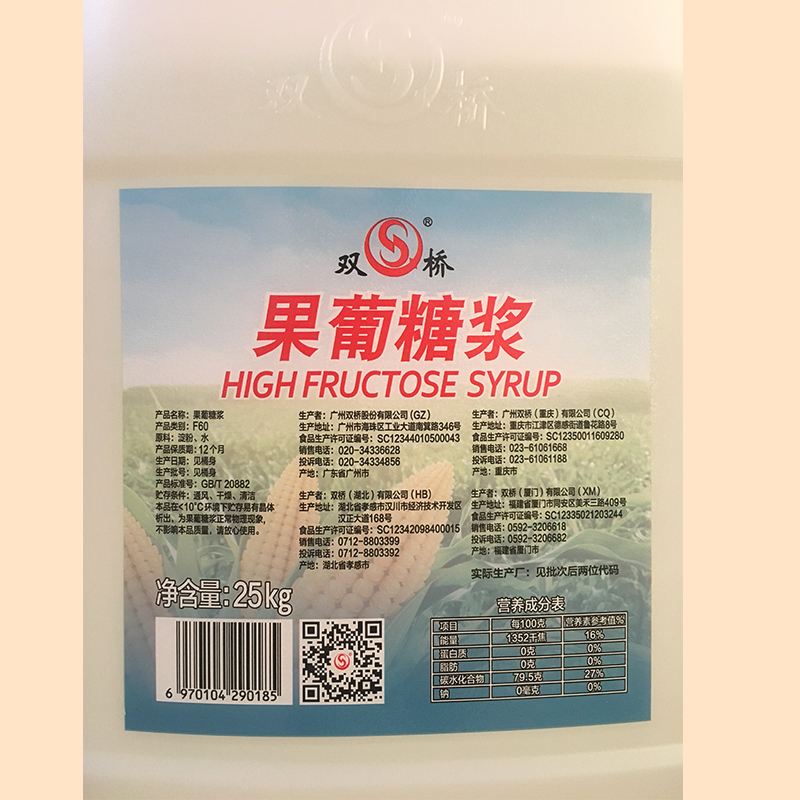 双桥
双桥®
果葡糖浆
HIGH FRUCTOSE SYRUP
产品名称：果葡糖浆
产品类别：F60
原料：淀粉、水
产品保质期：12个月
生产日期：见桶身
生产批号：见桶身
产品标准号：GB/T 20882
贮存条件：通风、干燥、清洁
本品在<10℃环境下贮存易有晶体
析出，为果葡糖浆正常物理现象，
不影响本品质量，请放心使用。
生产者：广州双桥股份有限公司（GZ）
生产地址：广州市海珠区工业大道南箕路346号
食品生产许可证编号：SC12344010500043
销售电话：020-34336628
投诉电话：020-34334856
产地：广东省广州市
生产者：双桥（湖北）有限公司（HB）
生产地址：湖北省孝感市汉川市经济技术开发区
汉正大道168号
食品生产许可证编号：SC12342098400015
销售电话：0712-8803399
投诉电话：0712-8803392
产地：湖北省孝感市
生产者：广州双桥（重庆）有限公司（CQ）
生产地址：重庆市江津区德感街道鲁花路8号
食品生产许可证编号：SC12350011609280
销售电话：023-61061668
投诉电话：023-61061188
产地：重庆市
生产者：双桥（厦门）有限公司（XM）
生产地址：福建省厦门市同安区美禾三路409号
食品生产许可证编号：SC12335021203244
销售电话：0592-3206618
投诉电话：0592-3206682
产地：福建省厦门市
实际生产厂：见批次后两位代码
净含量：25kg
6 970104 290185
营养成分表
项目 每100克 营养素参考值%
能量 1352千焦 16%
蛋白质 0克 0%
脂肪 0克 0%
碳水化合物 79.5克 27%
钠 0毫克 0%